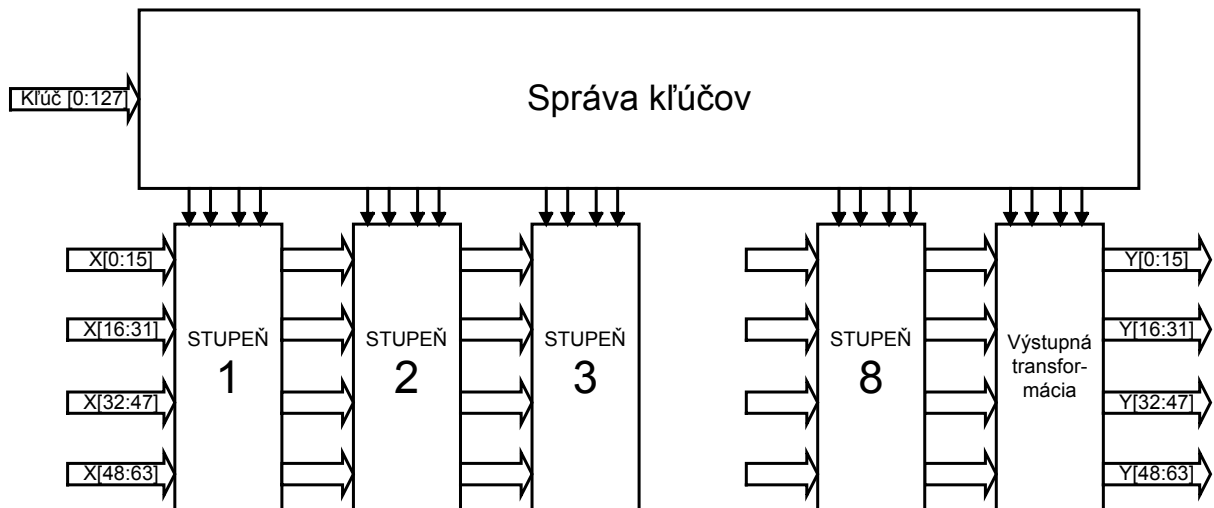 Správa kľúčov
Kľúč [0:127]
X[0:15]
X[16:31]
X[32:47]
X[48:63]
STUPEŇ
1
STUPEŇ
2
STUPEŇ
3
STUPEŇ
8
Výstupná
transfor-
mácia
Y[0:15]
Y[16:31]
Y[32:47]
Y[48:63]